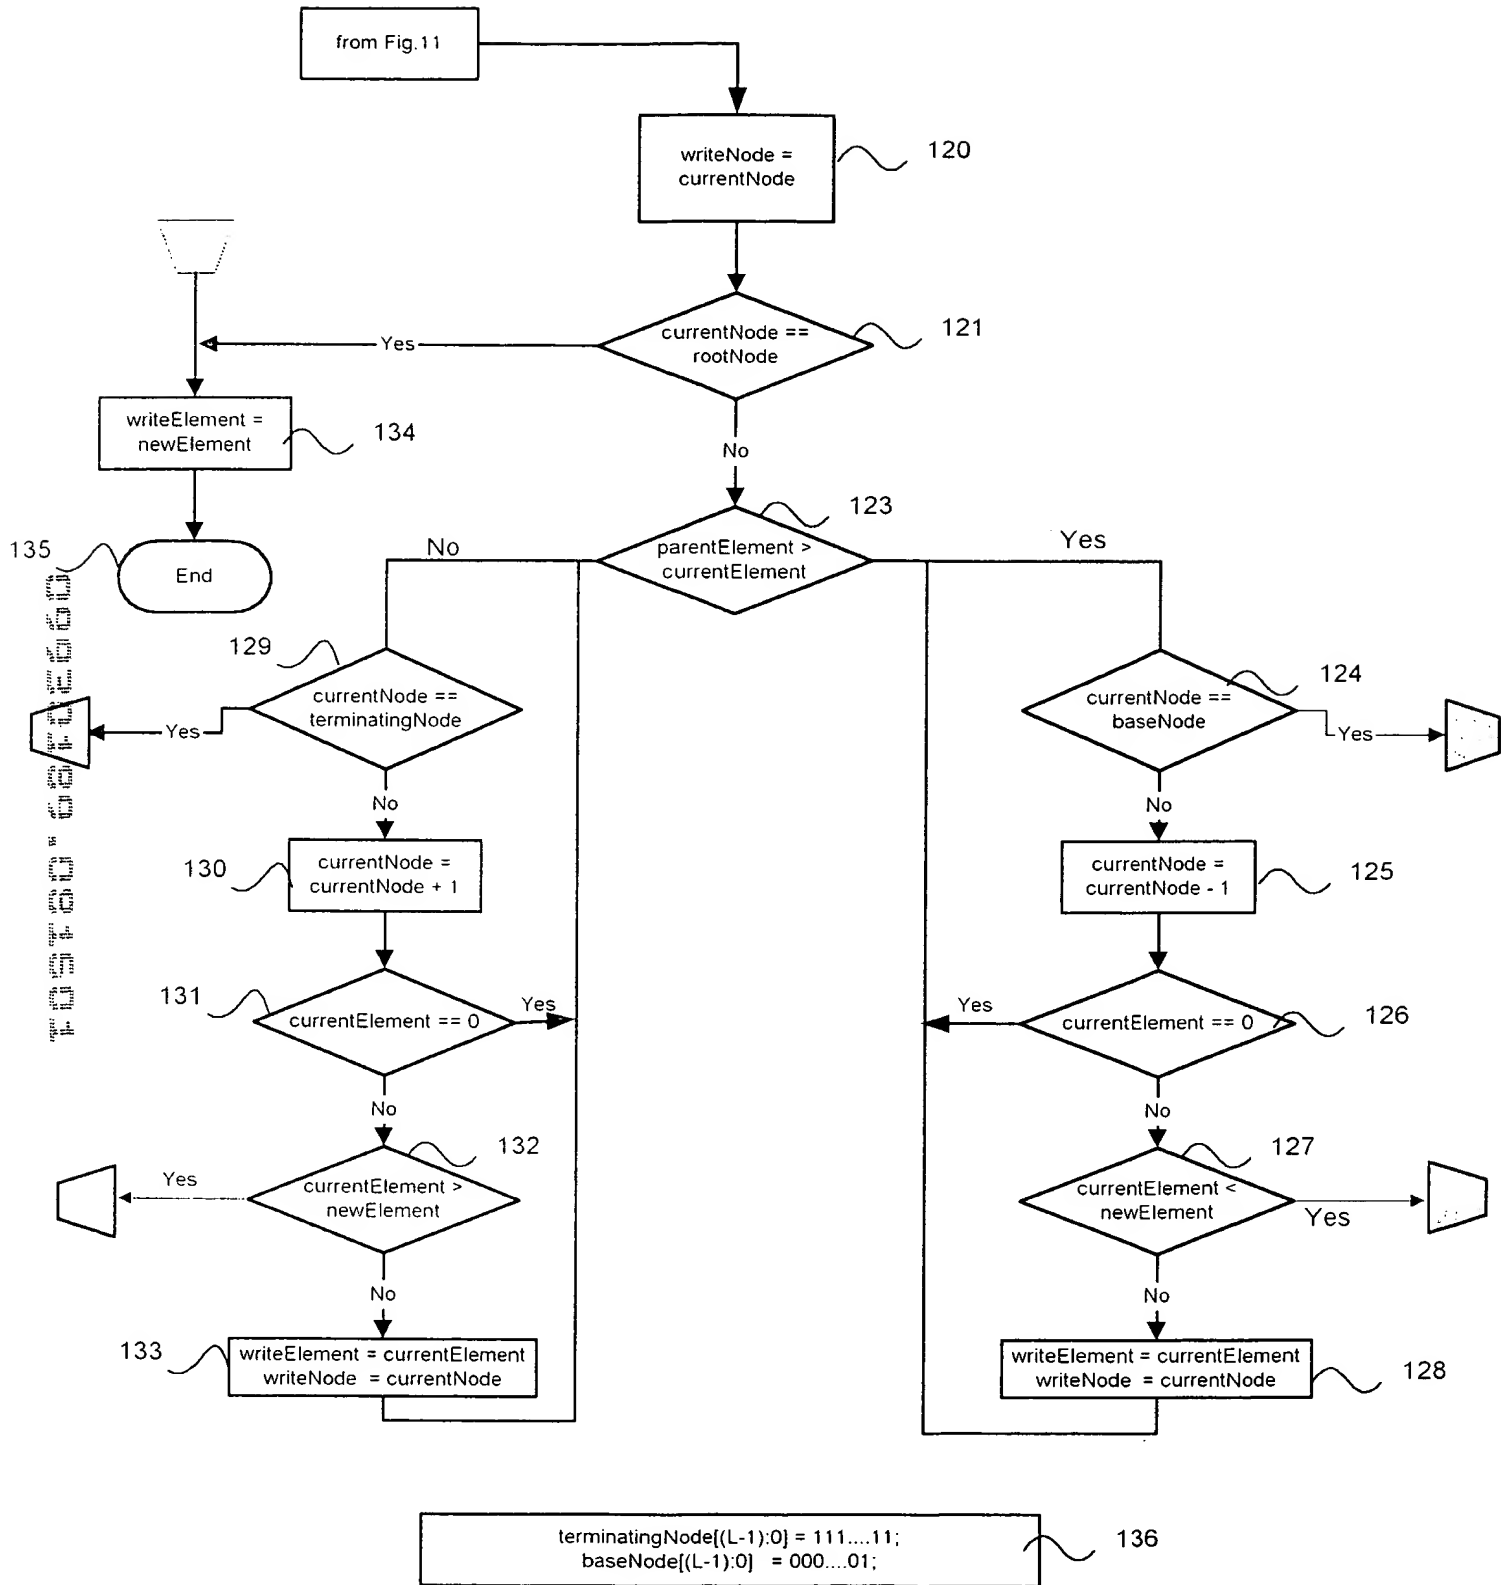 from Fig.11
writeNode =
currentNode
120
currentNode ==
rootNode
121
Yes
writeElement =
newElement
134
No
123
parentElement >
currentElement
No
Yes
135
End
129
currentNode ==
terminatingNode
Yes
124
currentNode ==
baseNode
Yes
No
No
130
currentNode =
currentNode + 1
currentNode =
currentNode - 1
125
131
currentElement == 0
Yes
Yes
currentElement == 0
126
No
No
132
currentElement >
newElement
Yes
127
currentElement <
newElement
Yes
No
No
133
writeElement = currentElement
writeNode = currentNode
writeElement = currentElement
writeNode = currentNode
128
terminatingNode[(L-1):0] = 111....11;
baseNode[(L-1):0] = 000....01;
136